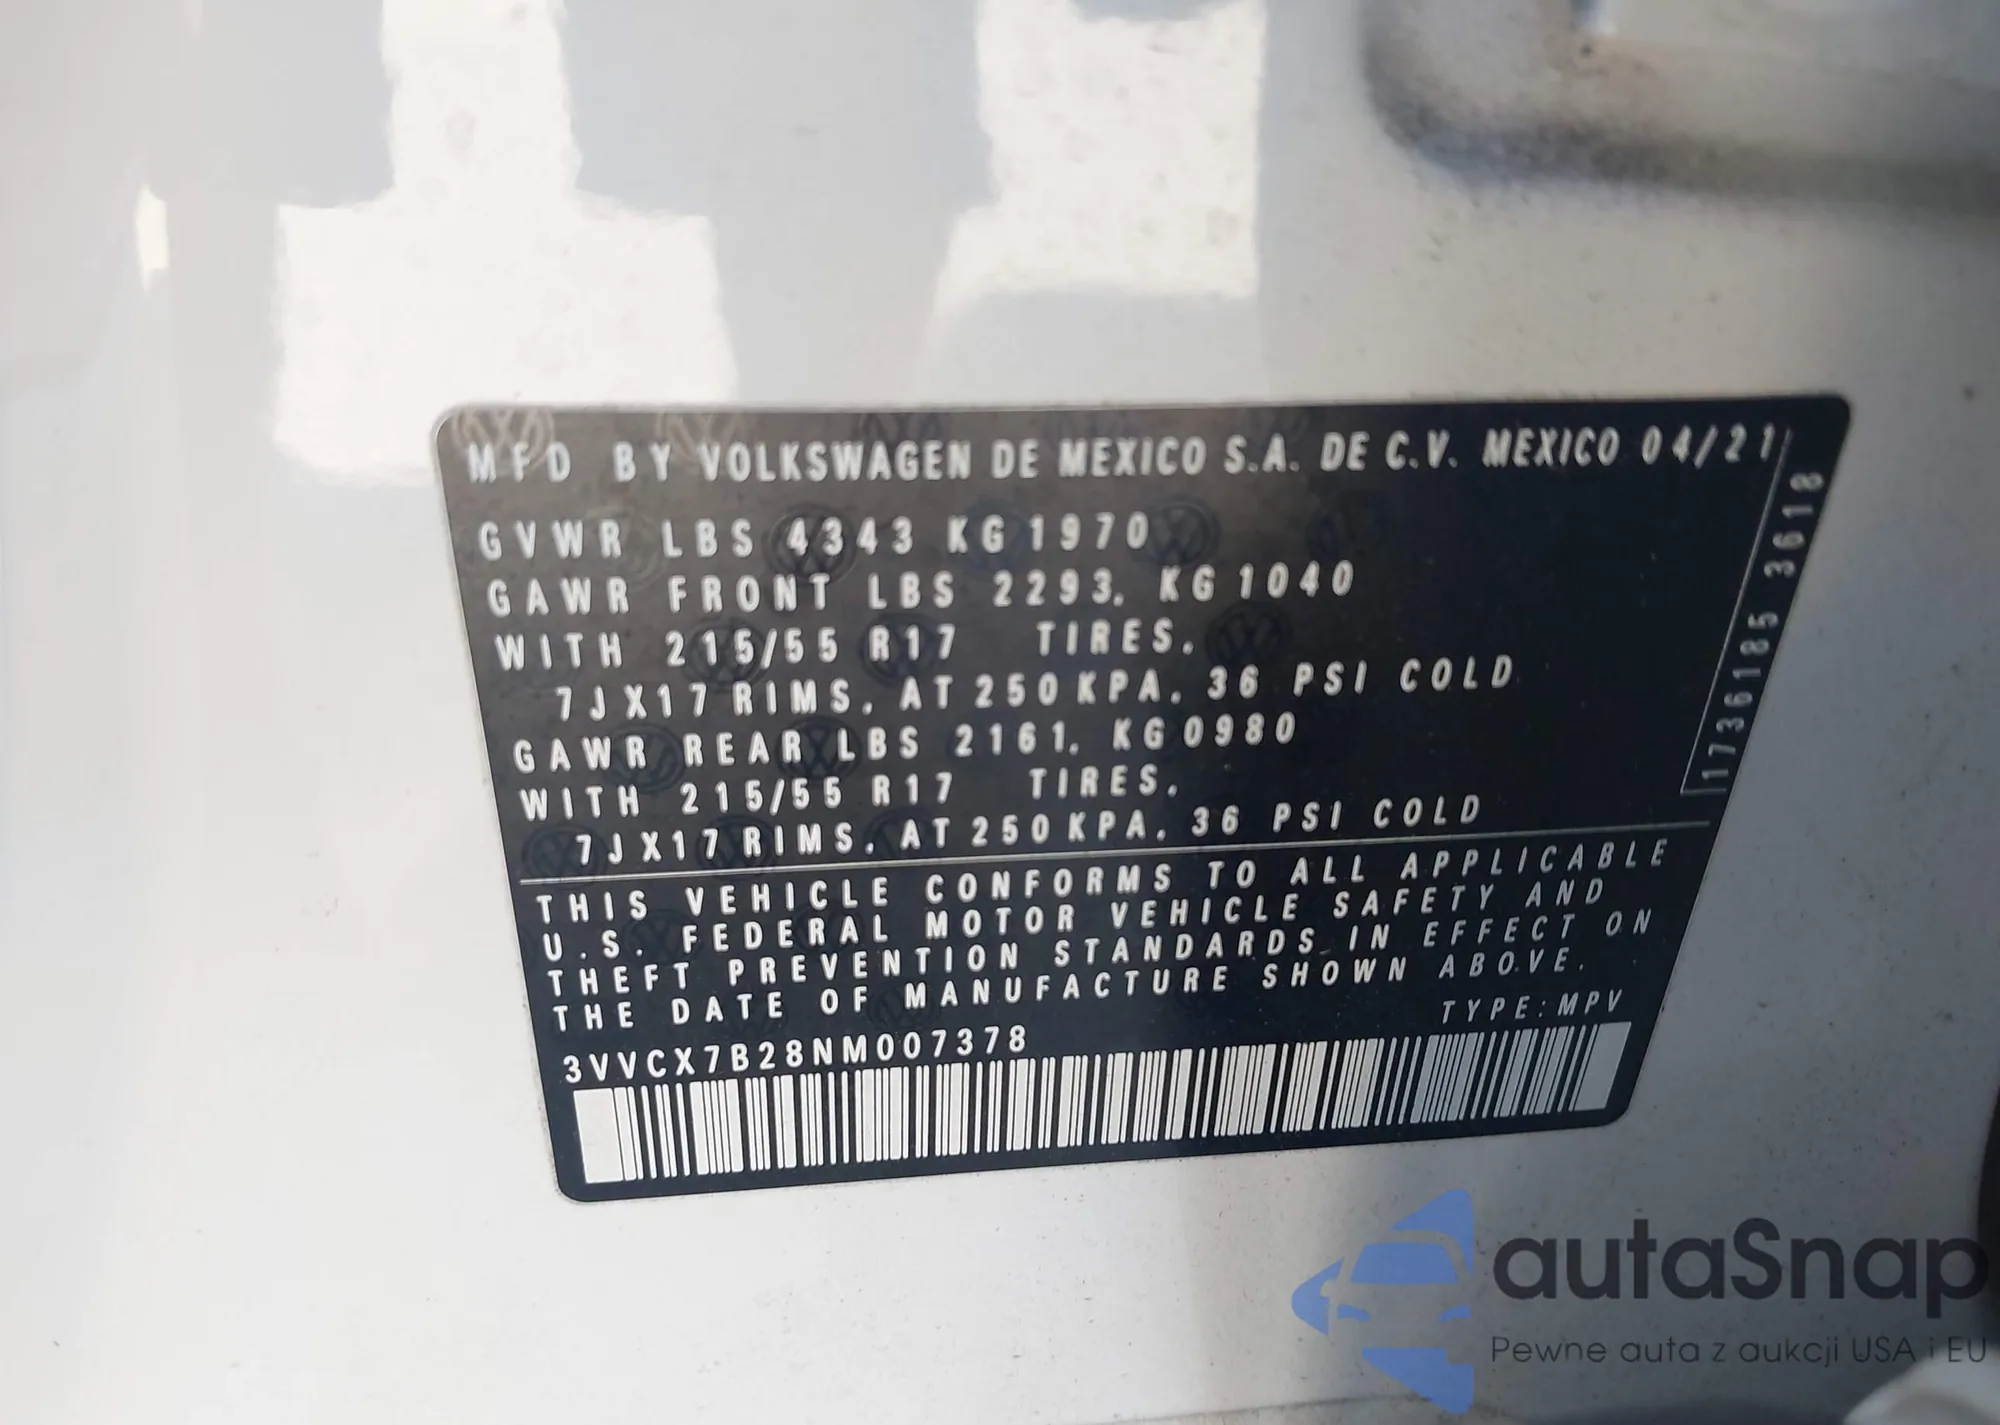 MFD BY VOLKSWAGEN DE MEXICO S.A. DE C.V. MEXICO 04/21
GVWR LBS 4343 KG 1970
GAWR FRONT LBS 2293. KG 1040
WITH 215/55 R17 TIRES.
7JX17 RIMS. AT 250 KPA. 36 PSI COLD
GAWR REAR LBS 2161. KG 0980
WITH 215/55 R17 TIRES.
7JX17 RIMS. AT 250 KPA. 36 PSI COLD
1736185 3618
THIS VEHICLE CONFORMS TO ALL APPLICABLE
U.S. FEDERAL MOTOR VEHICLE SAFETY AND
THEFT PREVENTION STANDARDS IN EFFECT ON
THE DATE OF MANUFACTURE SHOWN ABOVE.
TYPE: MPV
3VVCX7B28NM007378
autaSnap
Pewne auta z aukcji USA i EU